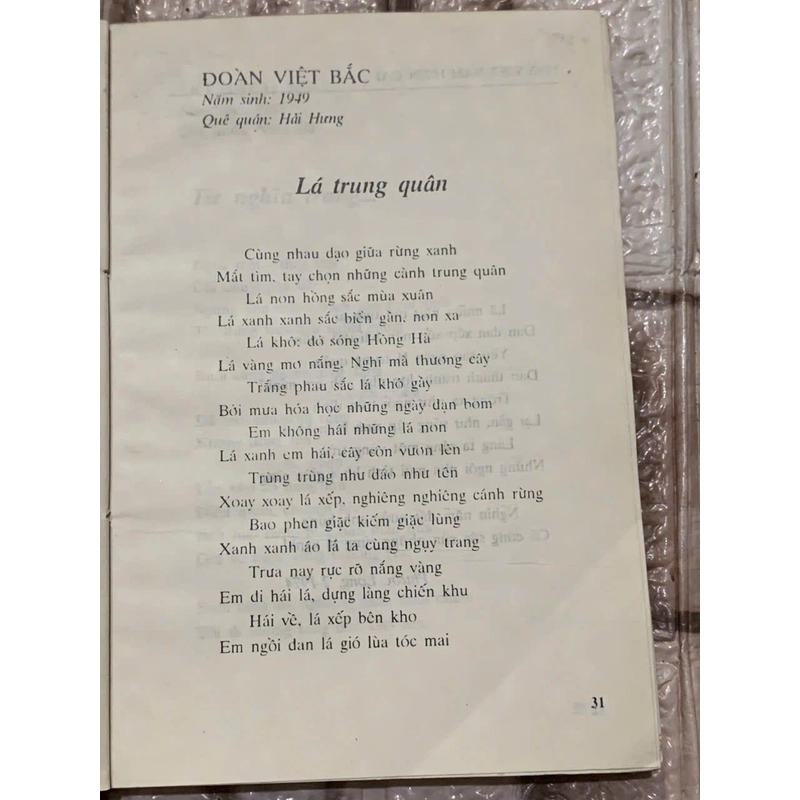 ĐOÀN VIỆT BẮC
Năm sinh: 1949
Quê quán: Hải Hưng
Lá trung quân
Cùng nhau dạo giữa rừng xanh
Mắt tìm, tay chọn những cành trung quân
Lá non hồng sắc mùa xuân
Lá xanh xanh sắc biển gần, non xa
Lá khô: đỏ sóng Hồng Hà
Lá vàng mơ nắng. Nghĩ mà thương cây
Trắng phau sắc lá khô gày
Bởi mưa hóa học những ngày đạn bom
Em không hái những lá non
Lá xanh em hái, cây còn vươn lên
Trùng trùng như dáo như tên
Xoay xoay lá xếp, nghiêng nghiêng cánh rừng
Bao phen giặc kiếm giặc lùng
Xanh xanh áo lá ta cùng ngụy trang
Trưa nay rực rỡ nắng vàng
Em đi hái lá, dựng làng chiến khu
Hái về, lá xếp bên kho
Em ngồi đan lá gió lùa tóc mai
31